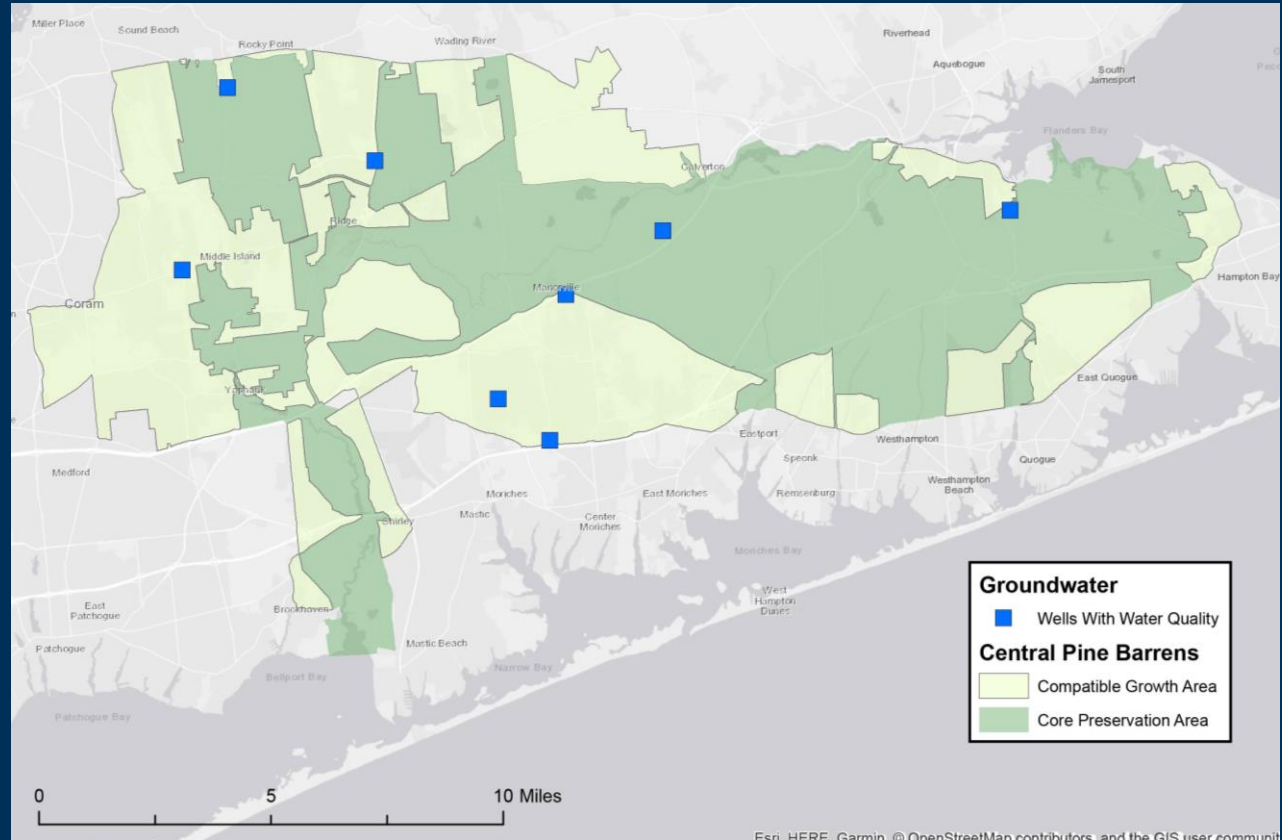 Miller Place
Sound Beach
Rocky Point
Wading River
Riverhead
Aquebogue
South
Jamesport
Flanders Bay
Calverton
Ridge
Middle Island
Manorville
Coram
Hampton Bay
Yaphank
East Quogue
Medford
Eastport
Westhampton
Speonk
Quogue
Westhampton
Beach
Remsenburg
Moriches
East Moriches
Mastic
Center
Moriches
Shirley
Moriches Bay
West
Hampton
Dunes
East
Patchogue
Brookhaven
Patchogue
Mastic Beach
Narrow Bay
Bellport Bay
Patchogue Bay
Groundwater
Wells With Water Quality
Central Pine Barrens
Compatible Growth Area
Core Preservation Area
0 5 10 Miles
Esri, HERE, Garmin, © OpenStreetMap contributors, and the GIS user communit